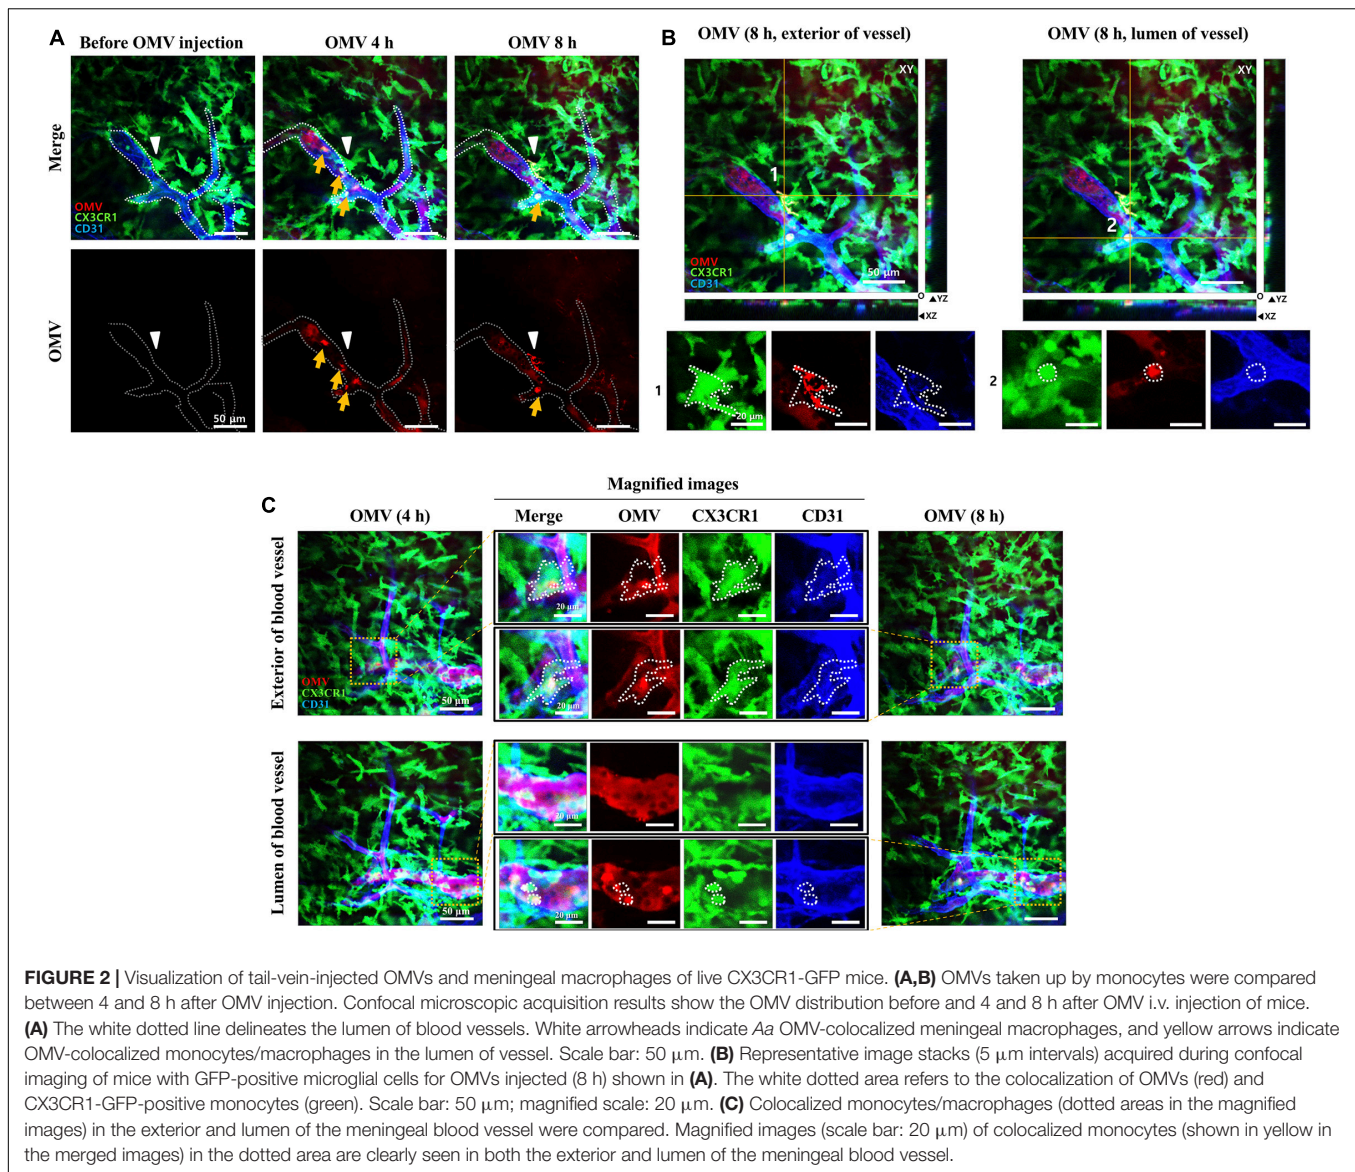 A
Before OMV injection
OMV 4 h
OMV 8 h
Merge
OMV
CX3CR1
CD31
OMV
50 µm
B
OMV (8 h, exterior of vessel)
OMV (8 h, lumen of vessel)
XY
1
OMV
CX3CR1
CD31
50 µm
O
▲YZ
◄XZ
XY
2
O
▲YZ
◄XZ
1
20 µm
2
C
Magnified images
OMV (4 h)
Merge
OMV
CX3CR1
CD31
OMV (8 h)
Exterior of blood vessel
OMV
CX3CR1
CD31
50 µm
20 µm
20 µm
Lumen of blood vessel
50 µm
20 µm
20 µm
FIGURE 2 | Visualization of tail-vein-injected OMVs and meningeal macrophages of live CX3CR1-GFP mice. (A,B) OMVs taken up by monocytes were compared
between 4 and 8 h after OMV injection. Confocal microscopic acquisition results show the OMV distribution before and 4 and 8 h after OMV i.v. injection of mice.
(A) The white dotted line delineates the lumen of blood vessels. White arrowheads indicate Aa OMV-colocalized meningeal macrophages, and yellow arrows indicate
OMV-colocalized monocytes/macrophages in the lumen of vessel. Scale bar: 50 µm. (B) Representative image stacks (5 µm intervals) acquired during confocal
imaging of mice with GFP-positive microglial cells for OMVs injected (8 h) shown in (A). The white dotted area refers to the colocalization of OMVs (red) and
CX3CR1-GFP-positive monocytes (green). Scale bar: 50 µm; magnified scale: 20 µm. (C) Colocalized monocytes/macrophages (dotted areas in the magnified
images) in the exterior and lumen of the meningeal blood vessel were compared. Magnified images (scale bar: 20 µm) of colocalized monocytes (shown in yellow in
the merged images) in the dotted area are clearly seen in both the exterior and lumen of the meningeal blood vessel.